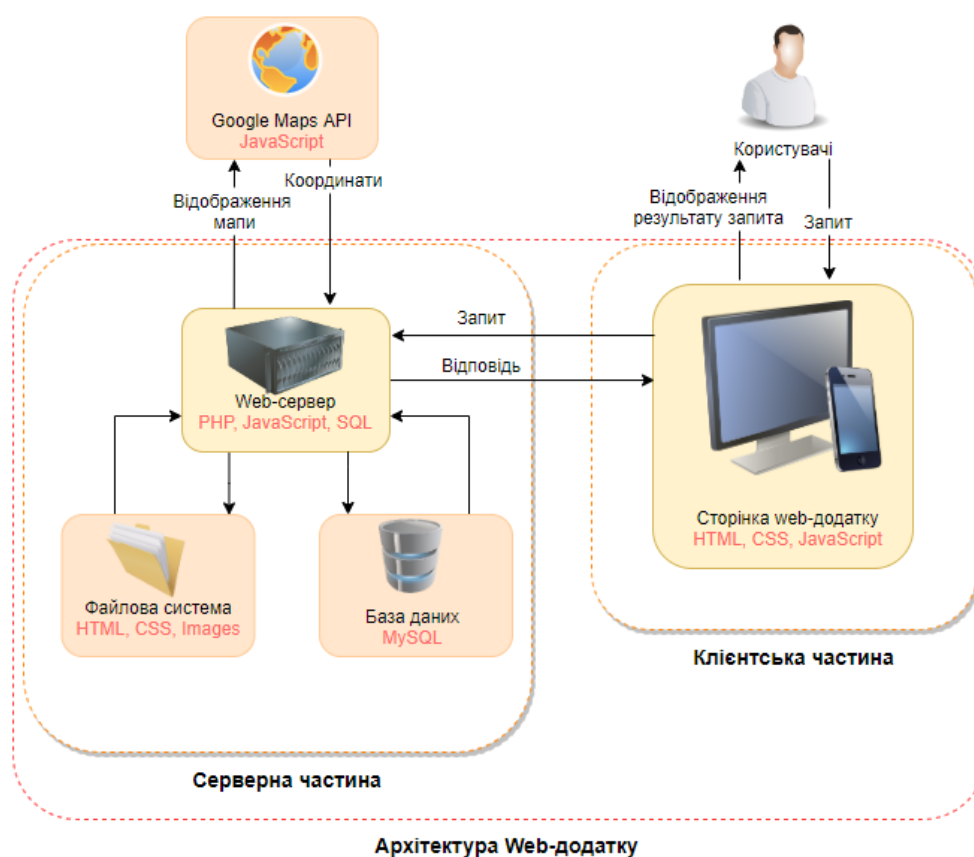 Google Maps API
JavaScript
Користувачі
Координати
Відображення
мапи
Відображення
результату запита
Запит
Запит
Відповідь
Web-сервер
PHP, JavaScript, SQL
Сторінка web-додатку
HTML, CSS, JavaScript
Файлова система
HTML, CSS, Images
База даних
MySQL
Клієнтська частина
Серверна частина
Архітектура Web-додатку